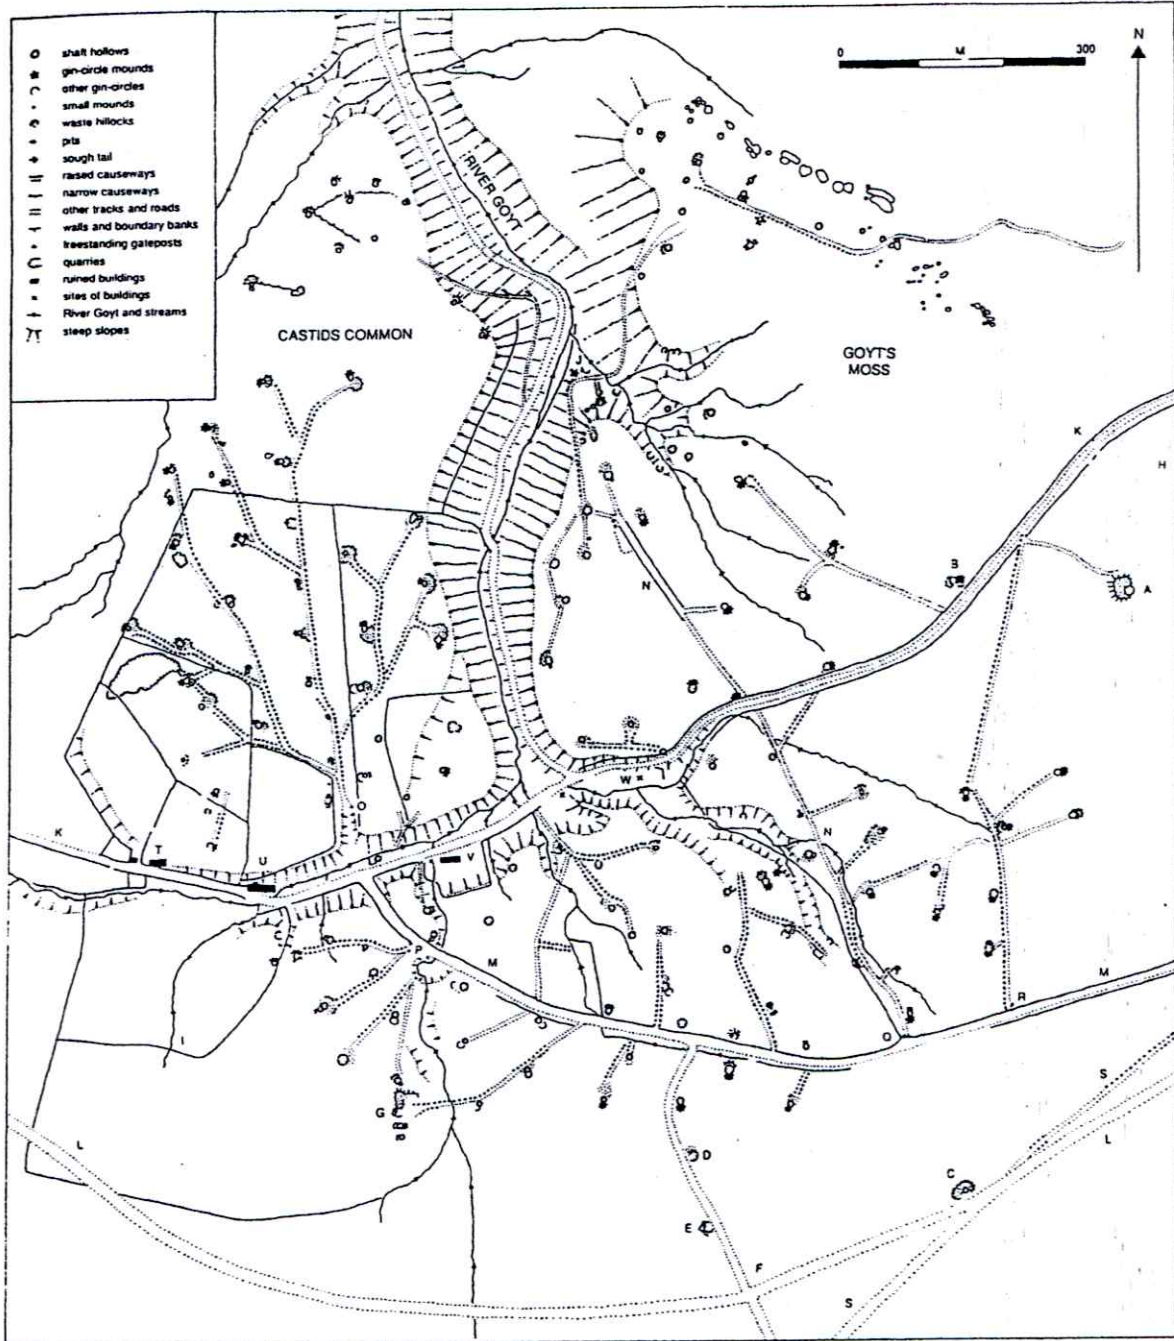 shaft hollows
gin-circle mounds
other gin-circles
small mounds
waste hillocks
pits
sough tail
raised causeways
narrow causeways
other tracks and roads
walls and boundary banks
freestanding gateposts
quarries
ruined buildings
sites of buildings
River Goyt and streams
steep slopes
0 M 300
N
RIVER GOYT
CASTIDS COMMON
GOYT'S
MOSS
J
K
H
B
A
N
W
K
T
U
V
N
P
M
I
R
M
G
S
L
L
D
C
E
F
S